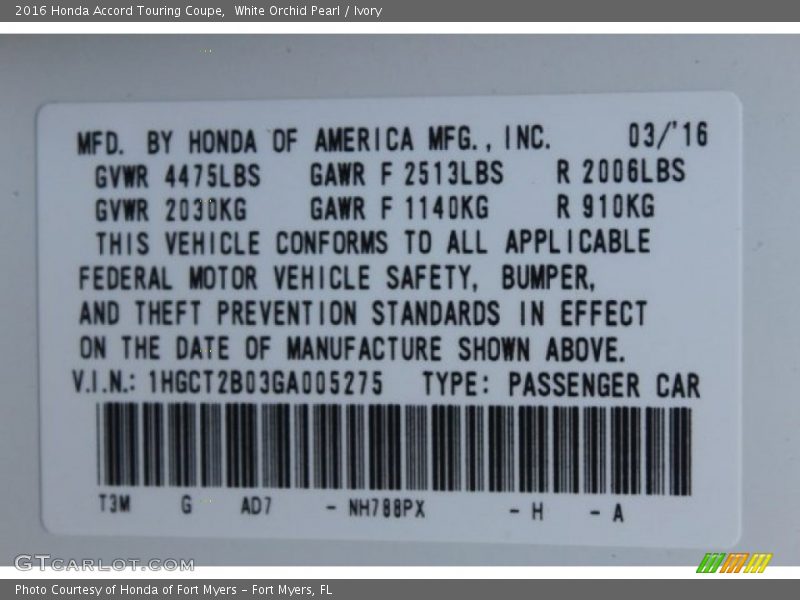 2016 Honda Accord Touring Coupe,  White Orchid Pearl / Ivory
MFD. BY HONDA OF AMERICA MFG., INC. 03/'16
GVWR 4475LBS GAWR F 2513LBS R 2006LBS
GVWR 2030KG GAWR F 1140KG R 910KG
THIS VEHICLE CONFORMS TO ALL APPLICABLE
FEDERAL MOTOR VEHICLE SAFETY, BUMPER,
AND THEFT PREVENTION STANDARDS IN EFFECT
ON THE DATE OF MANUFACTURE SHOWN ABOVE.
V.I.N.: 1HGCT2B03GA005275 TYPE: PASSENGER CAR
T3M G AD7 - NH788PX - H - A
GTCARLOT.COM
Photo Courtesy of Honda of Fort Myers – Fort Myers, FL